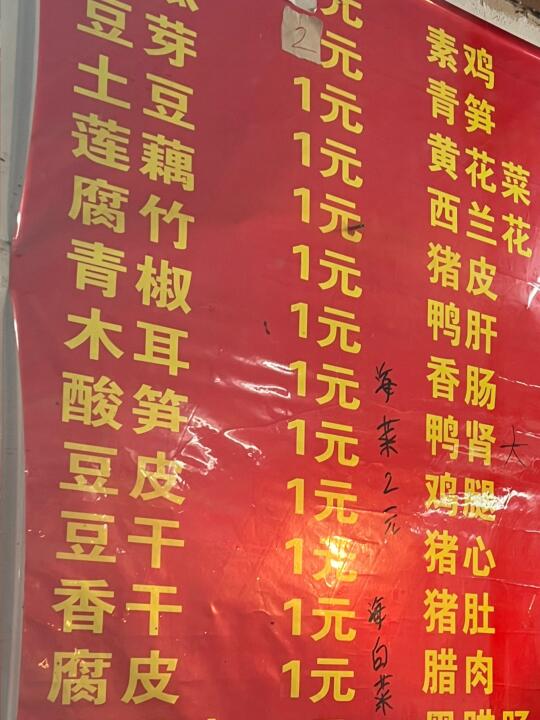 元
2元
豆芽 1元
土豆 1元
莲藕 1元
腐竹 1元
青椒 1元
木耳 1元
酸笋 1元
豆皮 1元
豆干 1元
香干 1元
腐皮 1元
海菜2元
海白菜
素鸡
青笋
黄花菜
西兰花
猪皮
鸭肝
香肠
鸭肾
大
鸡腿
猪心
猪肚
腊肉